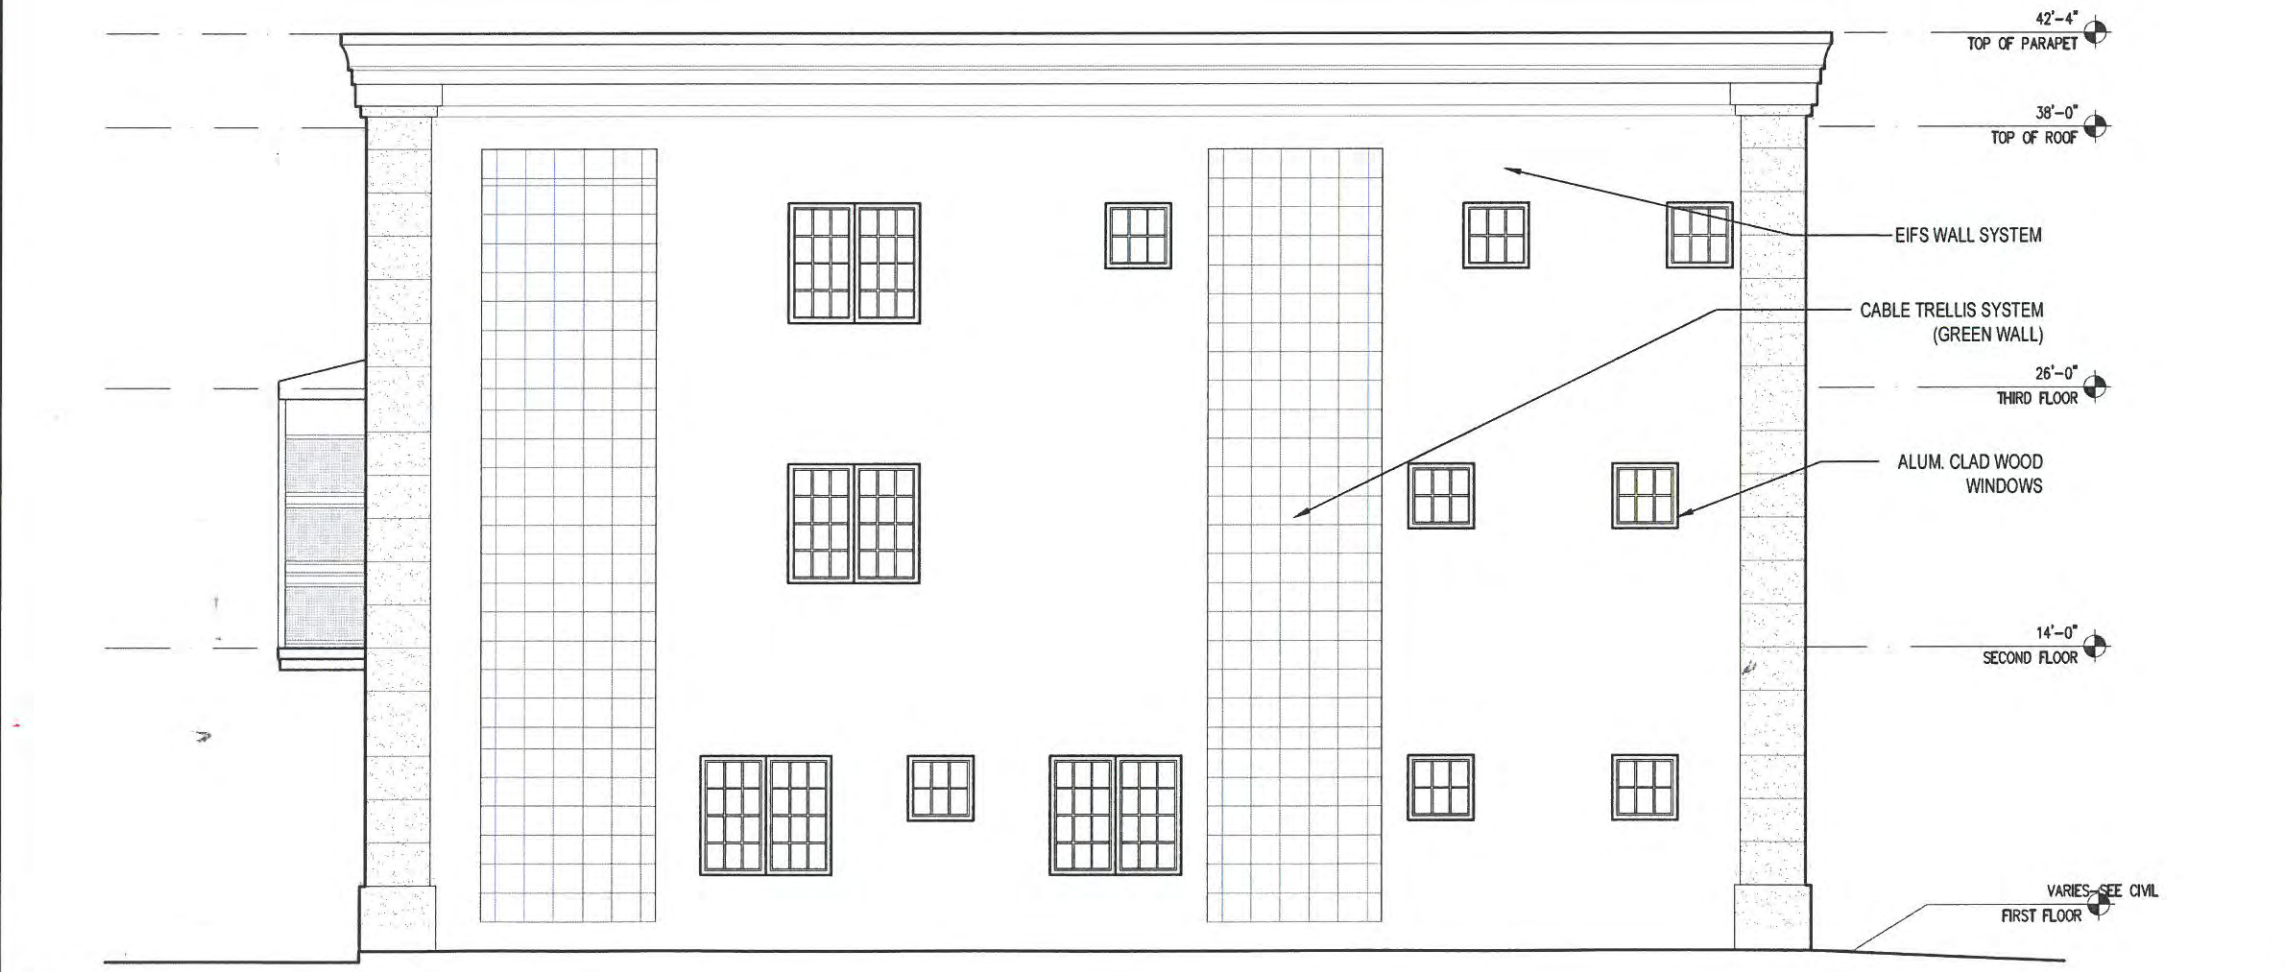 42'-4"
TOP OF PARAPET
38'-0"
TOP OF ROOF
EIFS WALL SYSTEM
CABLE TRELLIS SYSTEM
(GREEN WALL)
26'-0"
THIRD FLOOR
ALUM. CLAD WOOD
WINDOWS
14'-0"
SECOND FLOOR
VARIES-SEE CIVIL
FIRST FLOOR